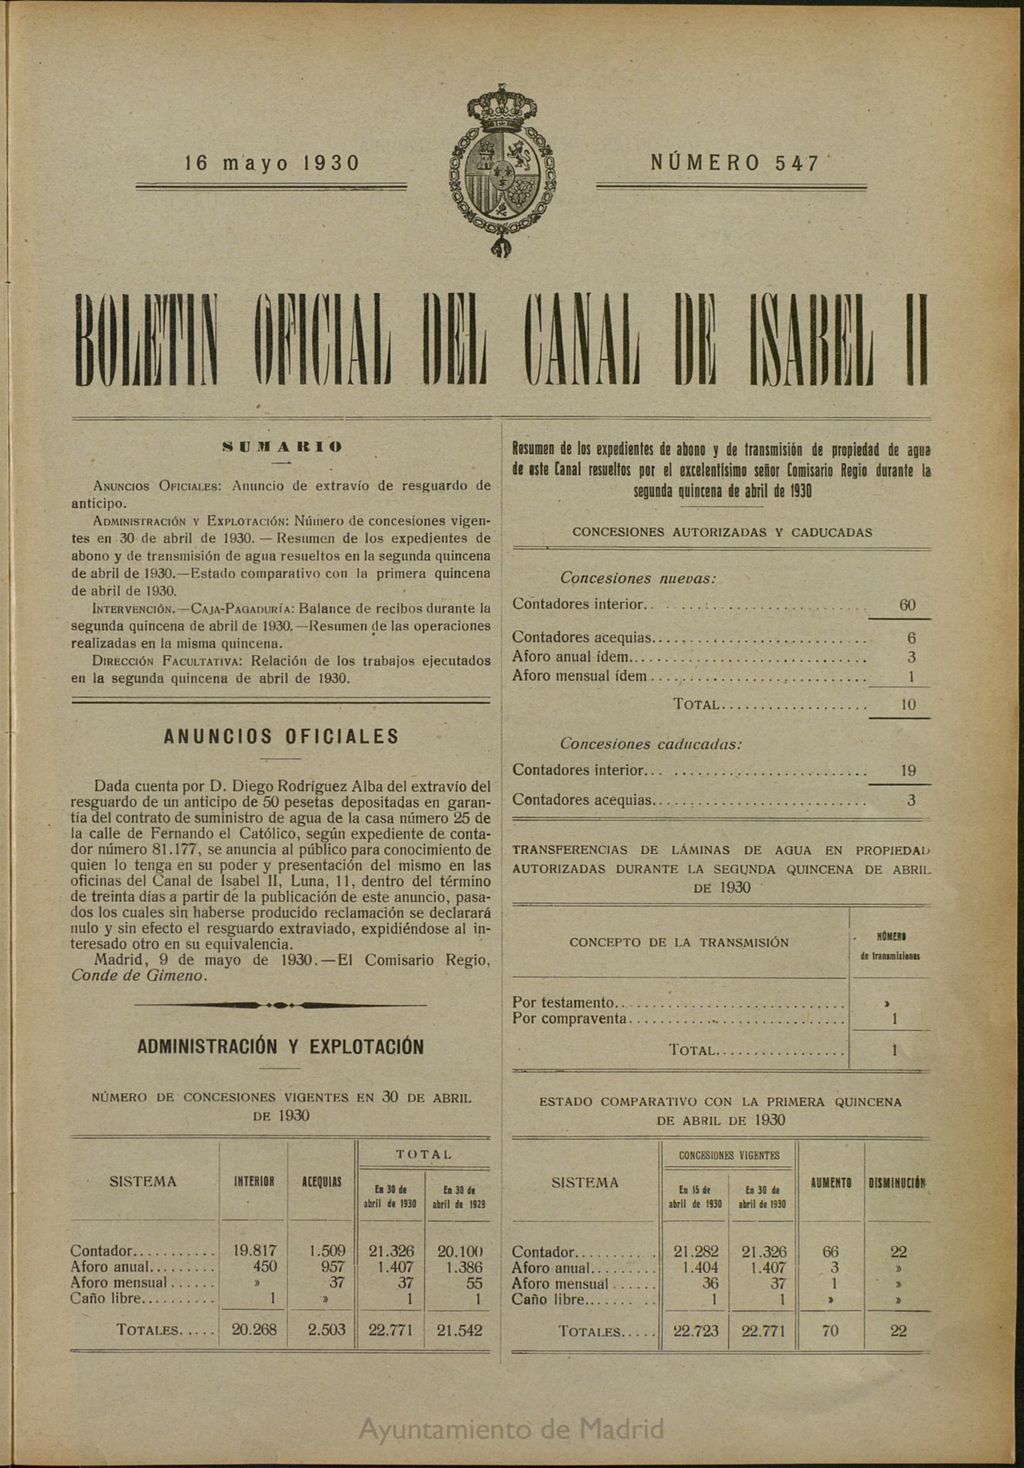 16 mayo 1930
NÚMERO 547
BOLETIN OFICIAL DEL CANAL DE ISABEL II
SUMARIO
ANUNCIOS OFICIALES: Anuncio de extravío de resguardo de
anticipo.
ADMINISTRACIÓN Y EXPLOTACIÓN: Número de concesiones vigen-
tes en 30 de abril de 1930. — Resumen de los expedientes de
abono y de transmisión de agua resueltos en la segunda quincena
de abril de 1930.—Estado comparativo con la primera quincena
de abril de 1930.
INTERVENCIÓN.—CAJA-PAGADURÍA: Balance de recibos durante la
segunda quincena de abril de 1930.—Resumen de las operaciones
realizadas en la misma quincena.
DIRECCIÓN FACULTATIVA: Relación de los trabajos ejecutados
en la segunda quincena de abril de 1930.
ANUNCIOS OFICIALES
Dada cuenta por D. Diego Rodríguez Alba del extravío del
resguardo de un anticipo de 50 pesetas depositadas en garan-
tía del contrato de suministro de agua de la casa número 25 de
la calle de Fernando el Católico, según expediente de conta-
dor número 81.177, se anuncia al público para conocimiento de
quien lo tenga en su poder y presentación del mismo en las
oficinas del Canal de Isabel II, Luna, 11, dentro del término
de treinta días a partir de la publicación de este anuncio, pasa-
dos los cuales sin haberse producido reclamación se declarará
nulo y sin efecto el resguardo extraviado, expidiéndose al in-
teresado otro en su equivalencia.
Madrid, 9 de mayo de 1930.—El Comisario Regio,
Conde de Gimeno.
ADMINISTRACIÓN Y EXPLOTACIÓN
NÚMERO DE CONCESIONES VIGENTES EN 30 DE ABRIL
DE 1930
SISTEMA INTERIOR ACEQUIAS TOTAL
En 30 de abril de 1930 En 30 de abril de 1929
Contador........... 19.817 1.509 21.326 20.100
Aforo anual......... 450 957 1.407 1.386
Aforo mensual...... » 37 37 55
Caño libre.......... 1 » 1 1
TOTALES..... 20.268 2.503 22.771 21.542
Resumen de los expedientes de abono y de transmisión de propiedad de agua
de este Canal resueltos por el excelentísimo señor Comisario Regio durante la
segunda quincena de abril de 1930
CONCESIONES AUTORIZADAS Y CADUCADAS
Concesiones nuevas:
Contadores interior............................ 60
Contadores acequias............................ 6
Aforo anual ídem............................... 3
Aforo mensual ídem............................ 1
TOTAL................... 10
Concesiones caducadas:
Contadores interior............................ 19
Contadores acequias............................ 3
TRANSFERENCIAS DE LÁMINAS DE AGUA EN PROPIEDAD
AUTORIZADAS DURANTE LA SEGUNDA QUINCENA DE ABRIL
DE 1930
CONCEPTO DE LA TRANSMISIÓN NÚMERO de transmisiones
Por testamento............................. »
Por compraventa............................ 1
TOTAL................. 1
ESTADO COMPARATIVO CON LA PRIMERA QUINCENA
DE ABRIL DE 1930
SISTEMA CONCESIONES VIGENTES AUMENTO DISMINUCIÓN
En 15 de abril de 1930 En 30 de abril de 1930
Contador.......... 21.282 21.326 66 22
Aforo anual......... 1.404 1.407 3 »
Aforo mensual...... 36 37 1 »
Caño libre......... 1 1 » »
TOTALES..... 22.723 22.771 70 22
Ayuntamiento de Madrid